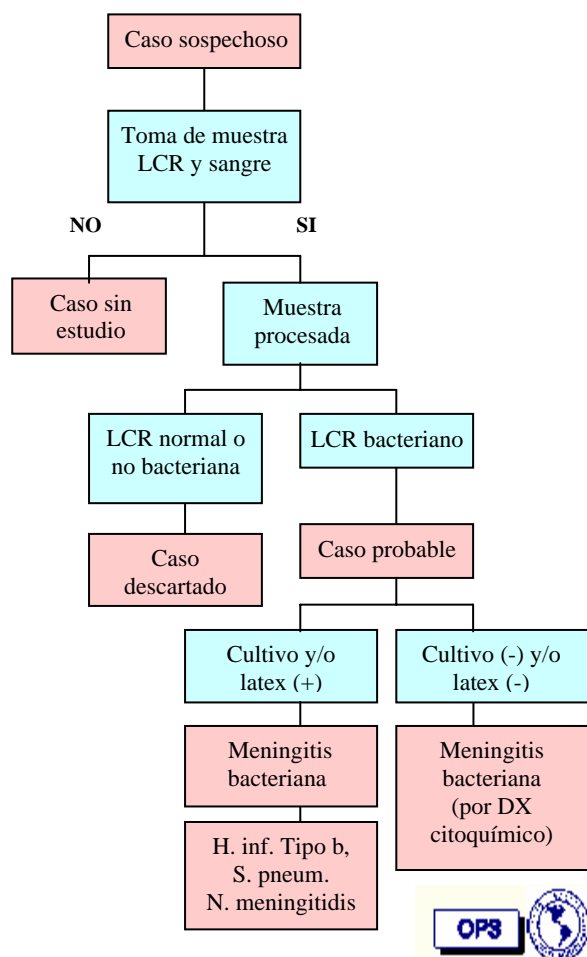 Caso sospechoso
Toma de muestra
LCR y sangre
NO
SI
Caso sin
estudio
Muestra
procesada
LCR normal o
no bacteriana
LCR bacteriano
Caso
descartado
Caso probable
Cultivo y/o
latex (+)
Cultivo (-) y/o
latex (-)
Meningitis
bacteriana
Meningitis
bacteriana
(por DX
citoquímico)
H. inf. Tipo b,
S. pneum.
N. meningitidis
OPS